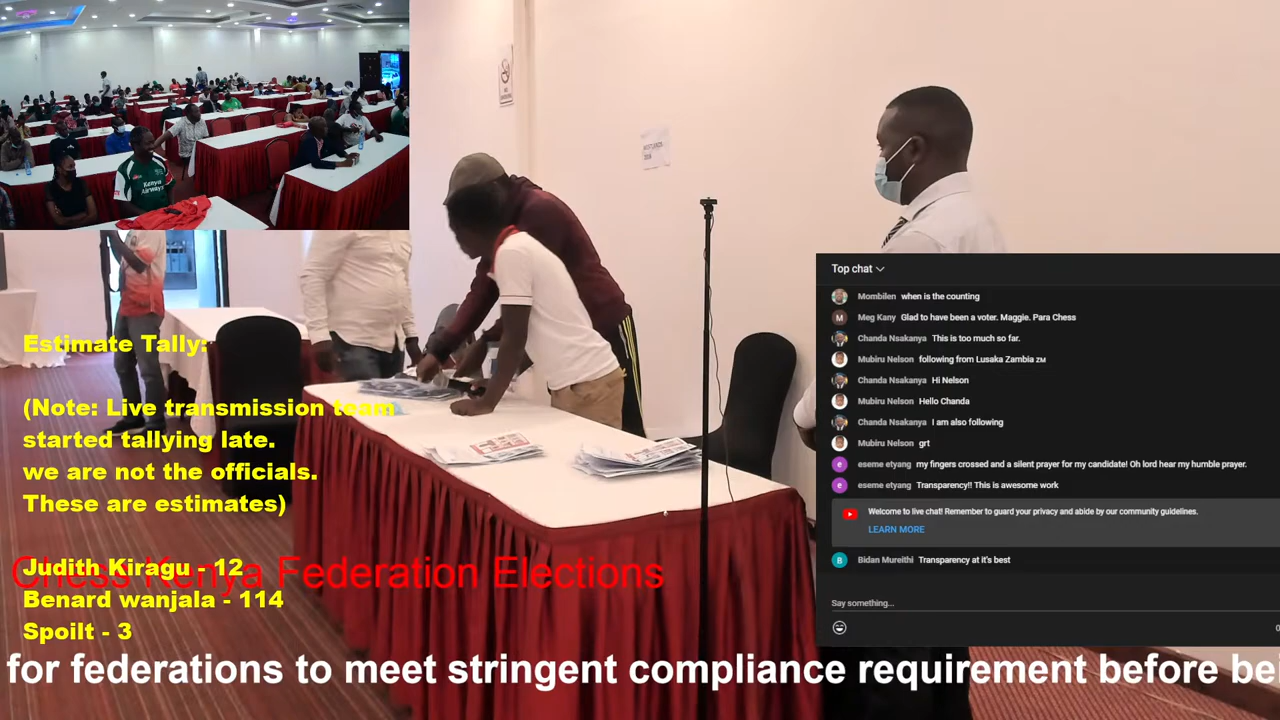 Kenya
Airways
Estimate Tally:
(Note: Live transmission team
started tallying late.
we are not the officials.
These are estimates)
Chess Kenya Federation Elections
Judith Kiragu - 12
Benard wanjala - 114
Spoilt - 3
for federations to meet stringent compliance requirement before bei
Top chat
Mombilen when is the counting
M Meg Kany Glad to have been a voter. Maggie. Para Chess
Chanda Nsakanya This is too much so far.
Mubiru Nelson following from Lusaka Zambia ZM
Chanda Nsakanya Hi Nelson
Mubiru Nelson Hello Chanda
Chanda Nsakanya I am also following
Mubiru Nelson grt
e eseme etyang my fingers crossed and a silent prayer for my candidate! Oh lord hear my humble prayer.
e eseme etyang Transparency!! This is awesome work
Welcome to live chat! Remember to guard your privacy and abide by our community guidelines.
LEARN MORE
B Bidan Mureithi Transparency at it's best
Say something...
0